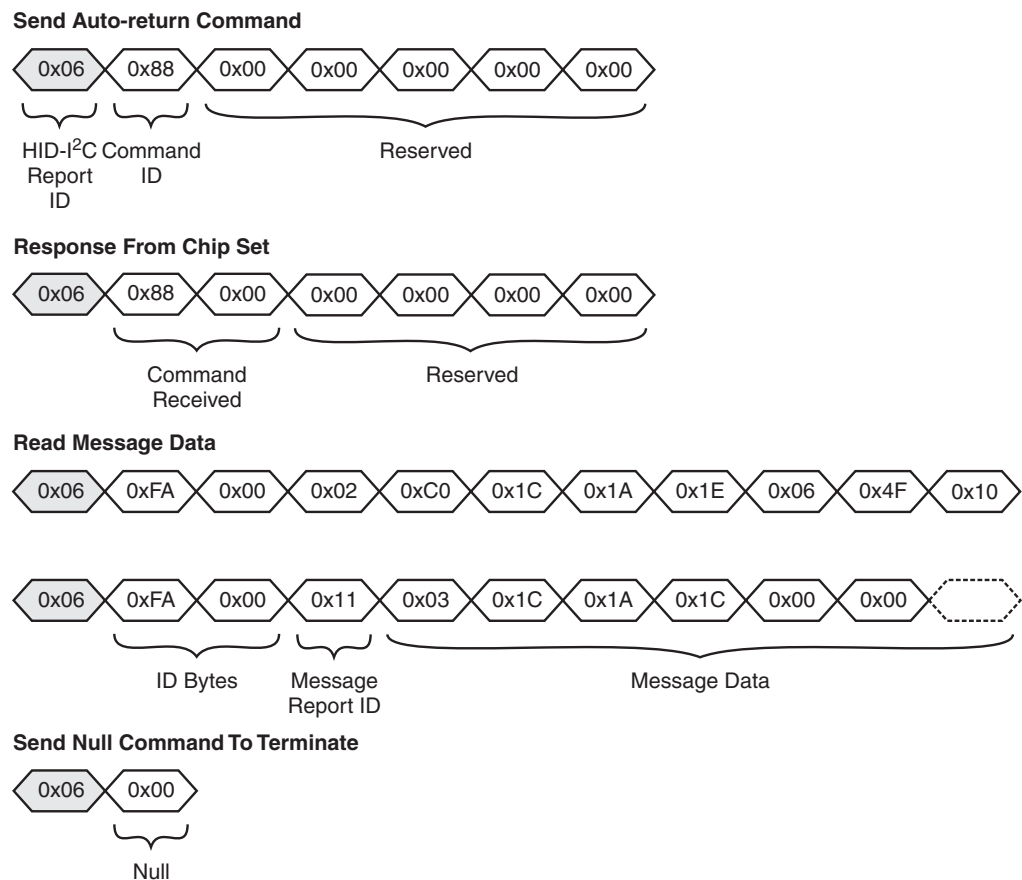 Send Auto-return Command
0x06 0x88 0x00 0x00 0x00 0x00 0x00
HID-I²C Report ID
Command ID
Reserved
Response From Chip Set
0x06 0x88 0x00 0x00 0x00 0x00 0x00
Command Received
Reserved
Read Message Data
0x06 0xFA 0x00 0x02 0xC0 0x1C 0x1A 0x1E 0x06 0x4F 0x10
0x06 0xFA 0x00 0x11 0x03 0x1C 0x1A 0x1C 0x00 0x00
ID Bytes
Message Report ID
Message Data
Send Null Command To Terminate
0x06 0x00
Null